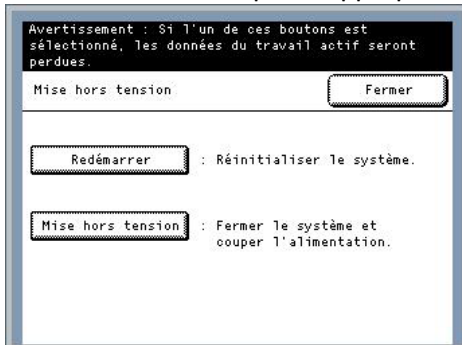 Avertissement : Si l'un de ces boutons est
sélectionné, les données du travail actif seront
perdues.
Mise hors tension
Fermer
Redémarrer : Réinitialiser le système.
Mise hors tension : Fermer le système et
couper l'alimentation.